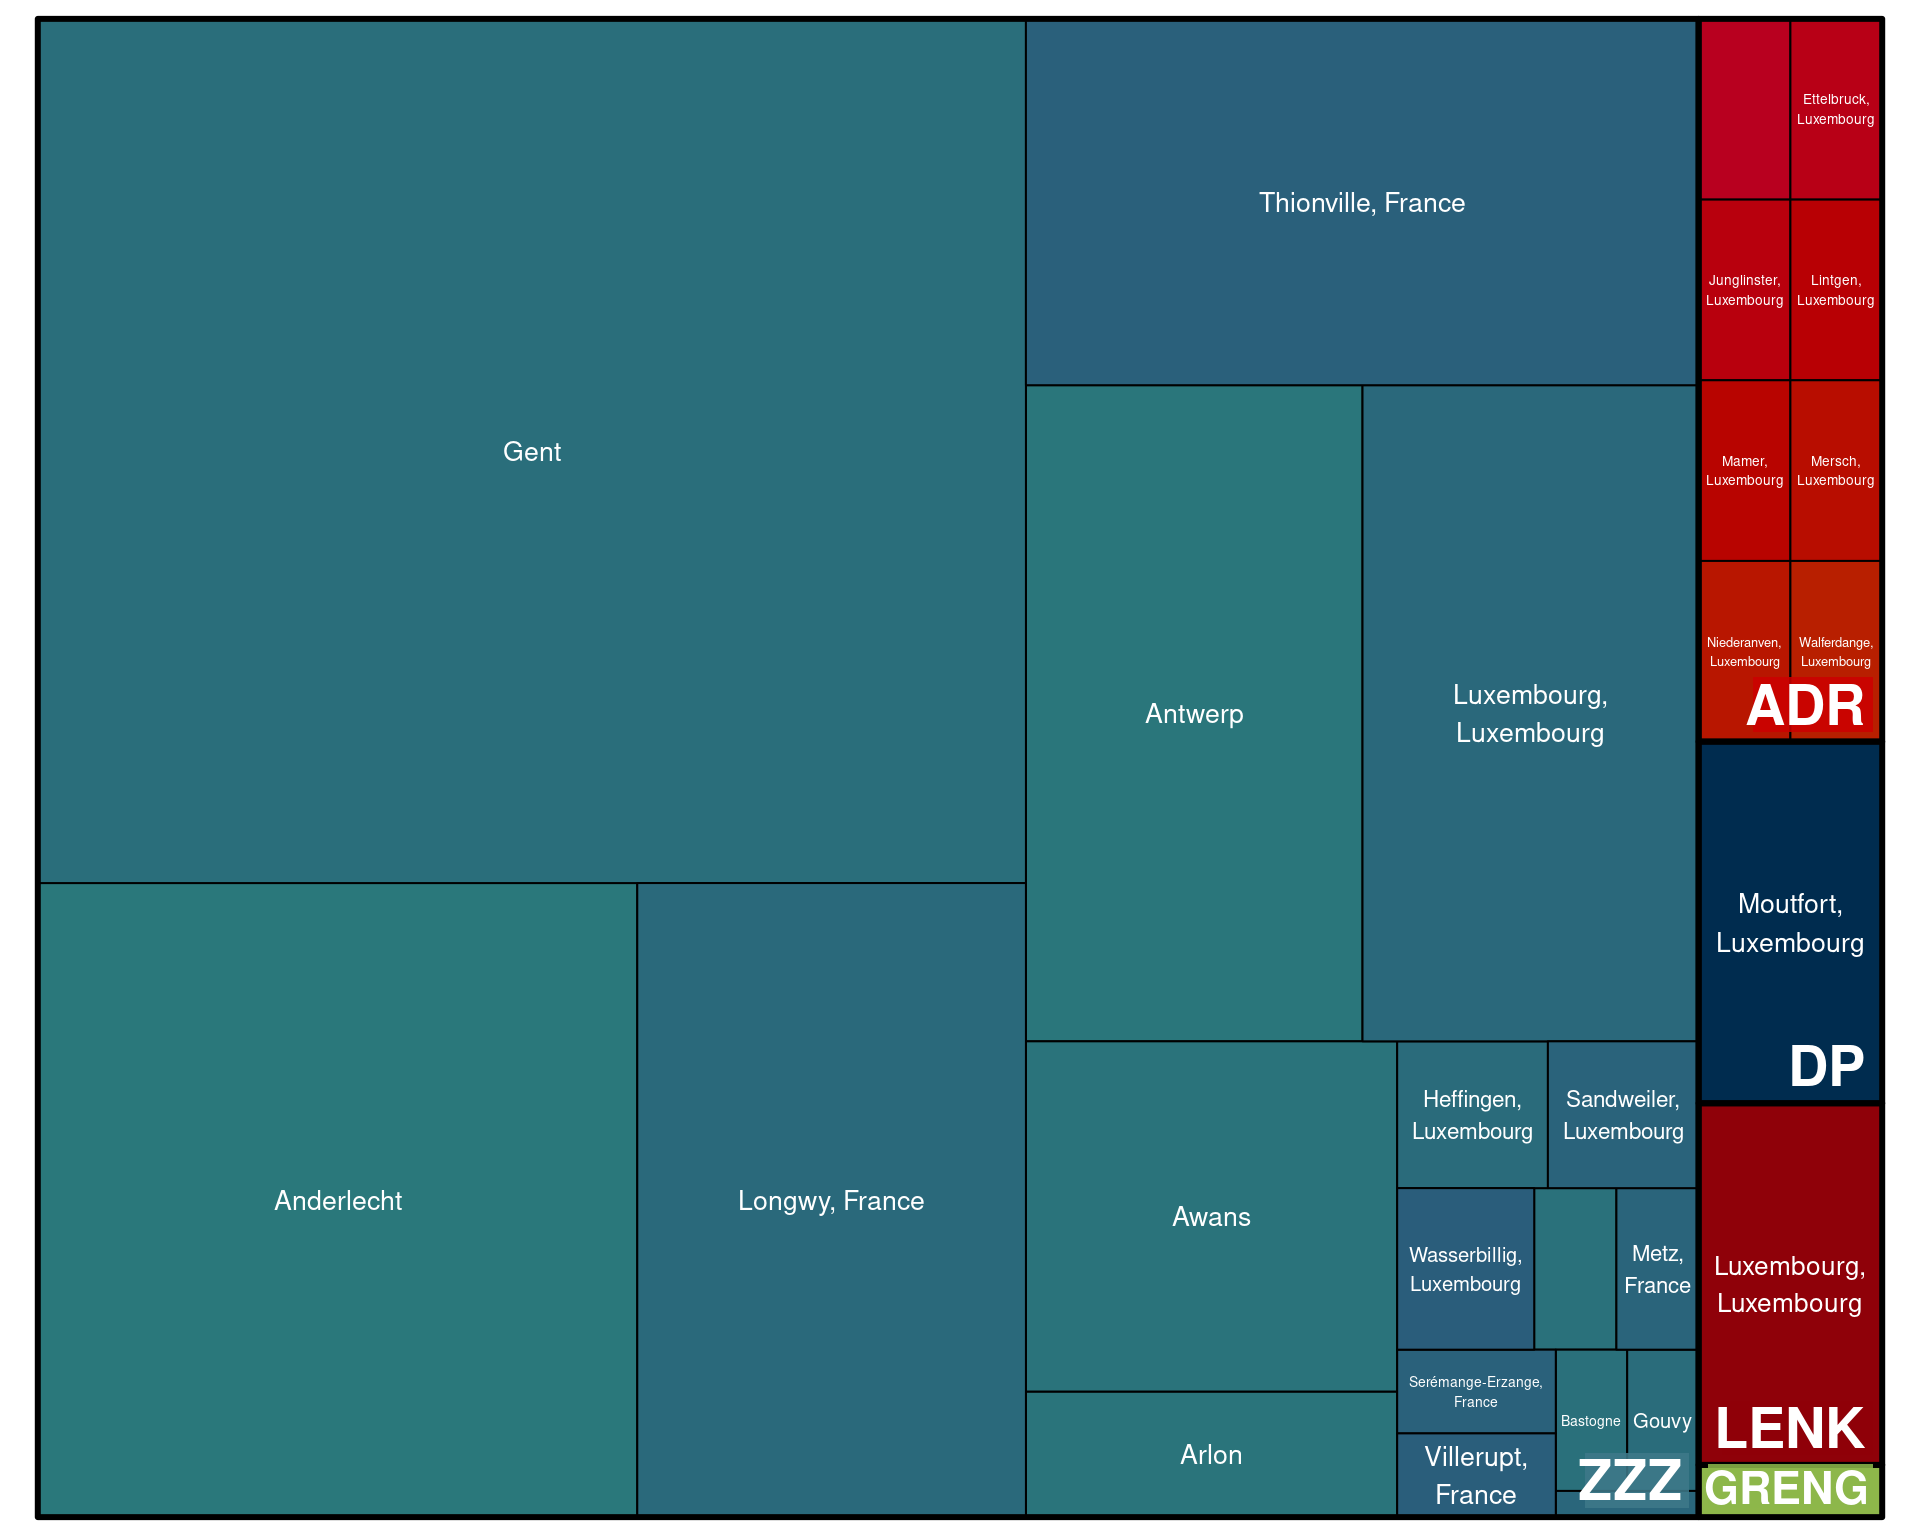 Gent
Thionville, France
Ettelbruck,
Luxembourg
Junglinster,
Luxembourg
Lintgen,
Luxembourg
Mamer,
Luxembourg
Mersch,
Luxembourg
Niederanven,
Luxembourg
Walferdange,
Luxembourg
ADR
Antwerp
Luxembourg,
Luxembourg
Moutfort,
Luxembourg
DP
Anderlecht
Longwy, France
Awans
Arlon
Heffingen,
Luxembourg
Sandweiler,
Luxembourg
Wasserbillig,
Luxembourg
Metz,
France
Serémange-Erzange,
France
Bastogne
Gouvy
Villerupt,
France
ZZZ
Luxembourg,
Luxembourg
LENK
GRENG